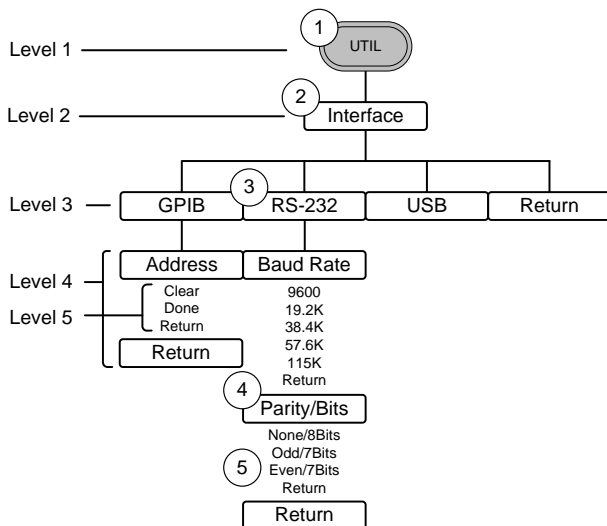 1
Level 1
UTIL
2
Level 2
Interface
3
Level 3
GPIB
RS-232
USB
Return
Level 4
Level 5
Address
Clear
Done
Return
Return
Baud Rate
9600
19.2K
38.4K
57.6K
115K
Return
4
Parity/Bits
None/8Bits
Odd/7Bits
5
Even/7Bits
Return
Return